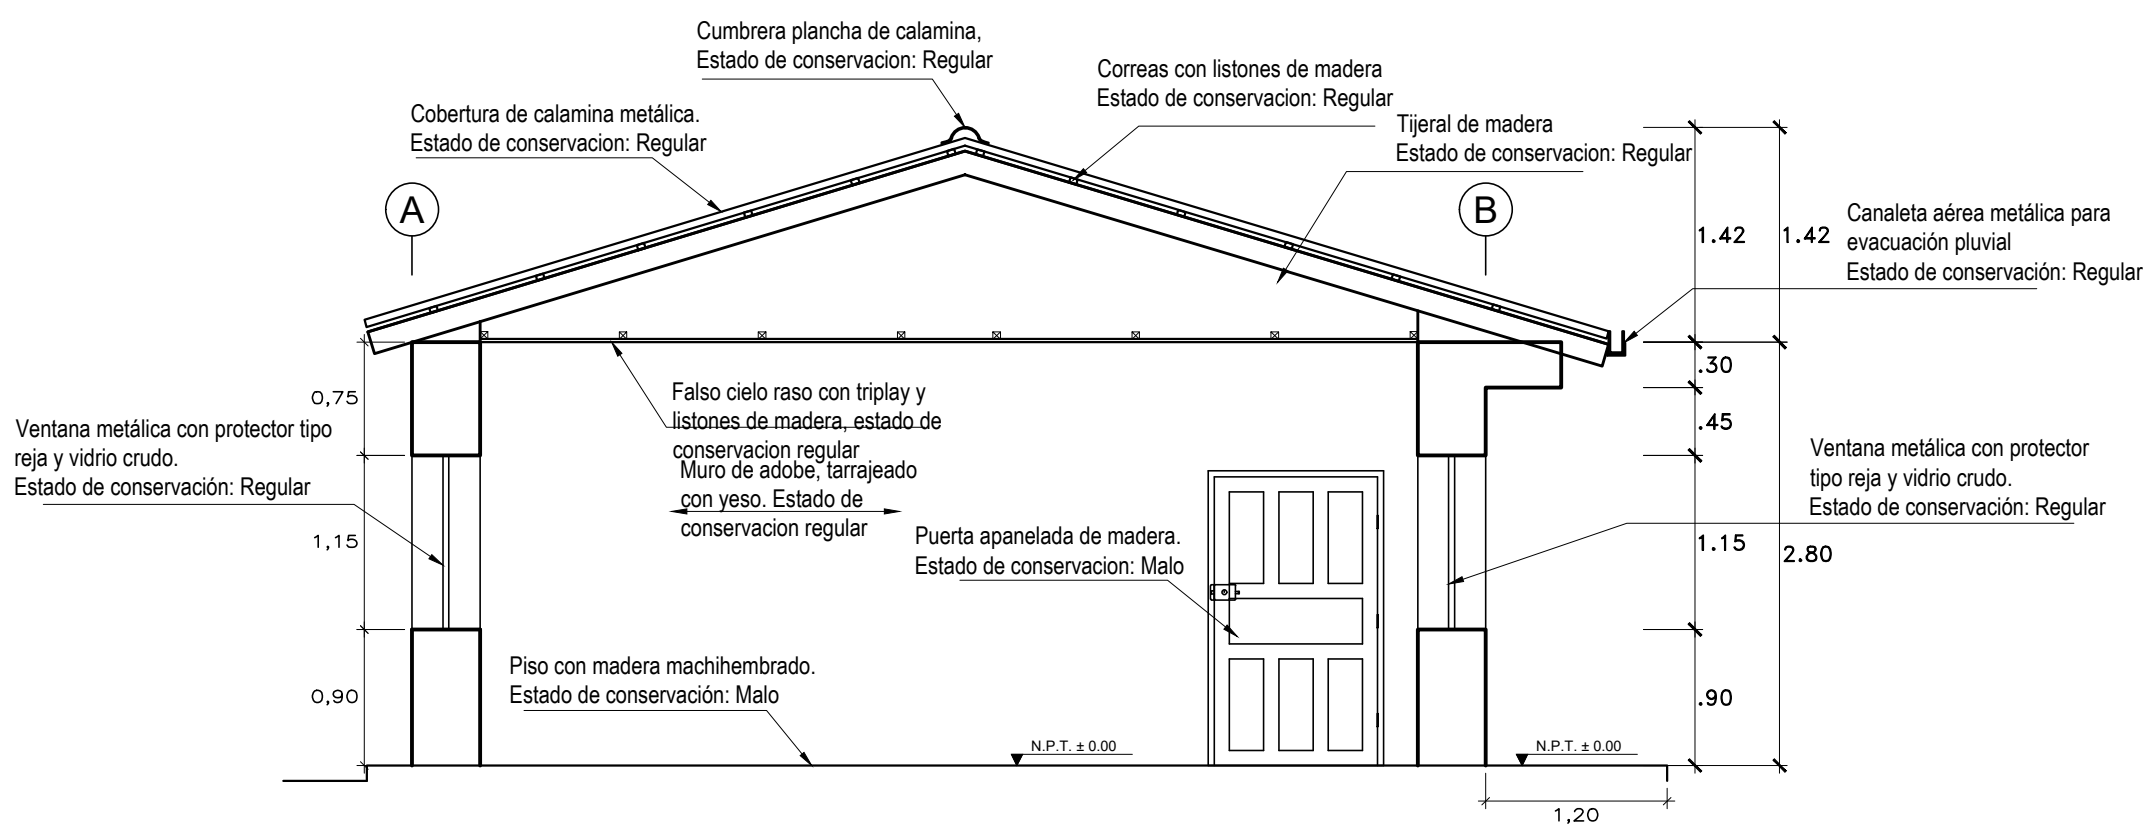 Cumbrera plancha de calamina,
Estado de conservacion: Regular
Correas con listones de madera
Estado de conservacion: Regular
Cobertura de calamina metálica.
Estado de conservacion: Regular
Tijeral de madera
Estado de conservacion: Regular
A
B
Canaleta aérea metálica para
evacuación pluvial
Estado de conservación: Regular
1.42
1.42
.30
0,75
Falso cielo raso con triplay y
listones de madera, estado de
conservacion regular
.45
Ventana metálica con protector tipo
reja y vidrio crudo.
Estado de conservación: Regular
Muro de adobe, tarrajeado
con yeso. Estado de
conservacion regular
Ventana metálica con protector
tipo reja y vidrio crudo.
Estado de conservación: Regular
Puerta apanelada de madera.
Estado de conservacion: Malo
1,15
1.15
2.80
Piso con madera machihembrado.
Estado de conservación: Malo
0,90
.90
N.P.T. ± 0.00
N.P.T. ± 0.00
1,20